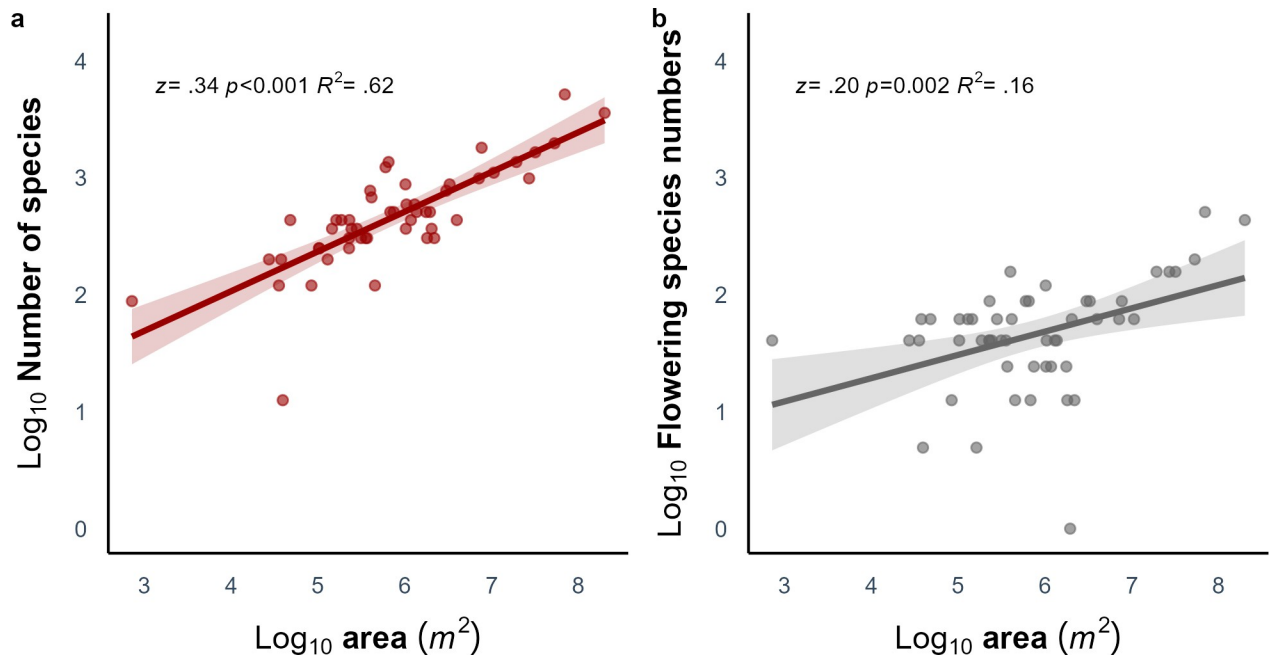 a
z= .34 p<0.001 R²= .62
Log₁₀ Number of species
4
3
2
1
0
3 4 5 6 7 8
Log₁₀ area (m²)
b
z= .20 p=0.002 R²= .16
Log₁₀ Flowering species numbers
4
3
2
1
0
3 4 5 6 7 8
Log₁₀ area (m²)